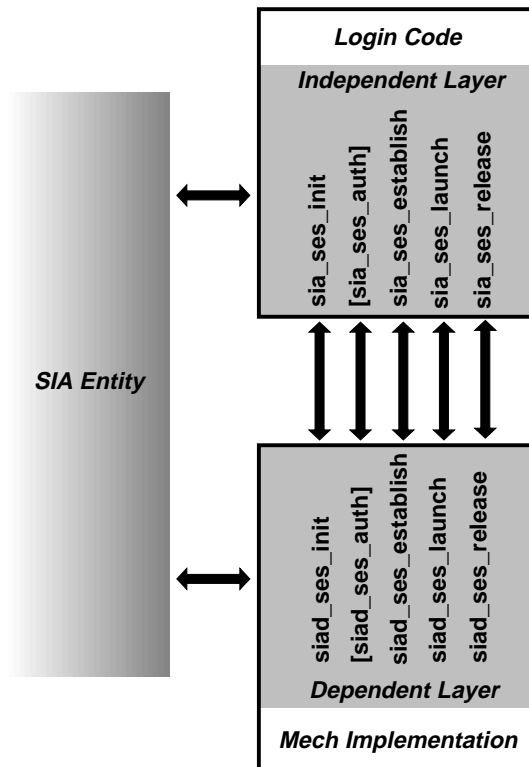 Login Code
Independent Layer
sia_ses_init
[sia_ses_auth]
sia_ses_establish
sia_ses_launch
sia_ses_release
SIA Entity
siad_ses_init
[siad_ses_auth]
siad_ses_establish
siad_ses_launch
siad_ses_release
Dependent Layer
Mech Implementation